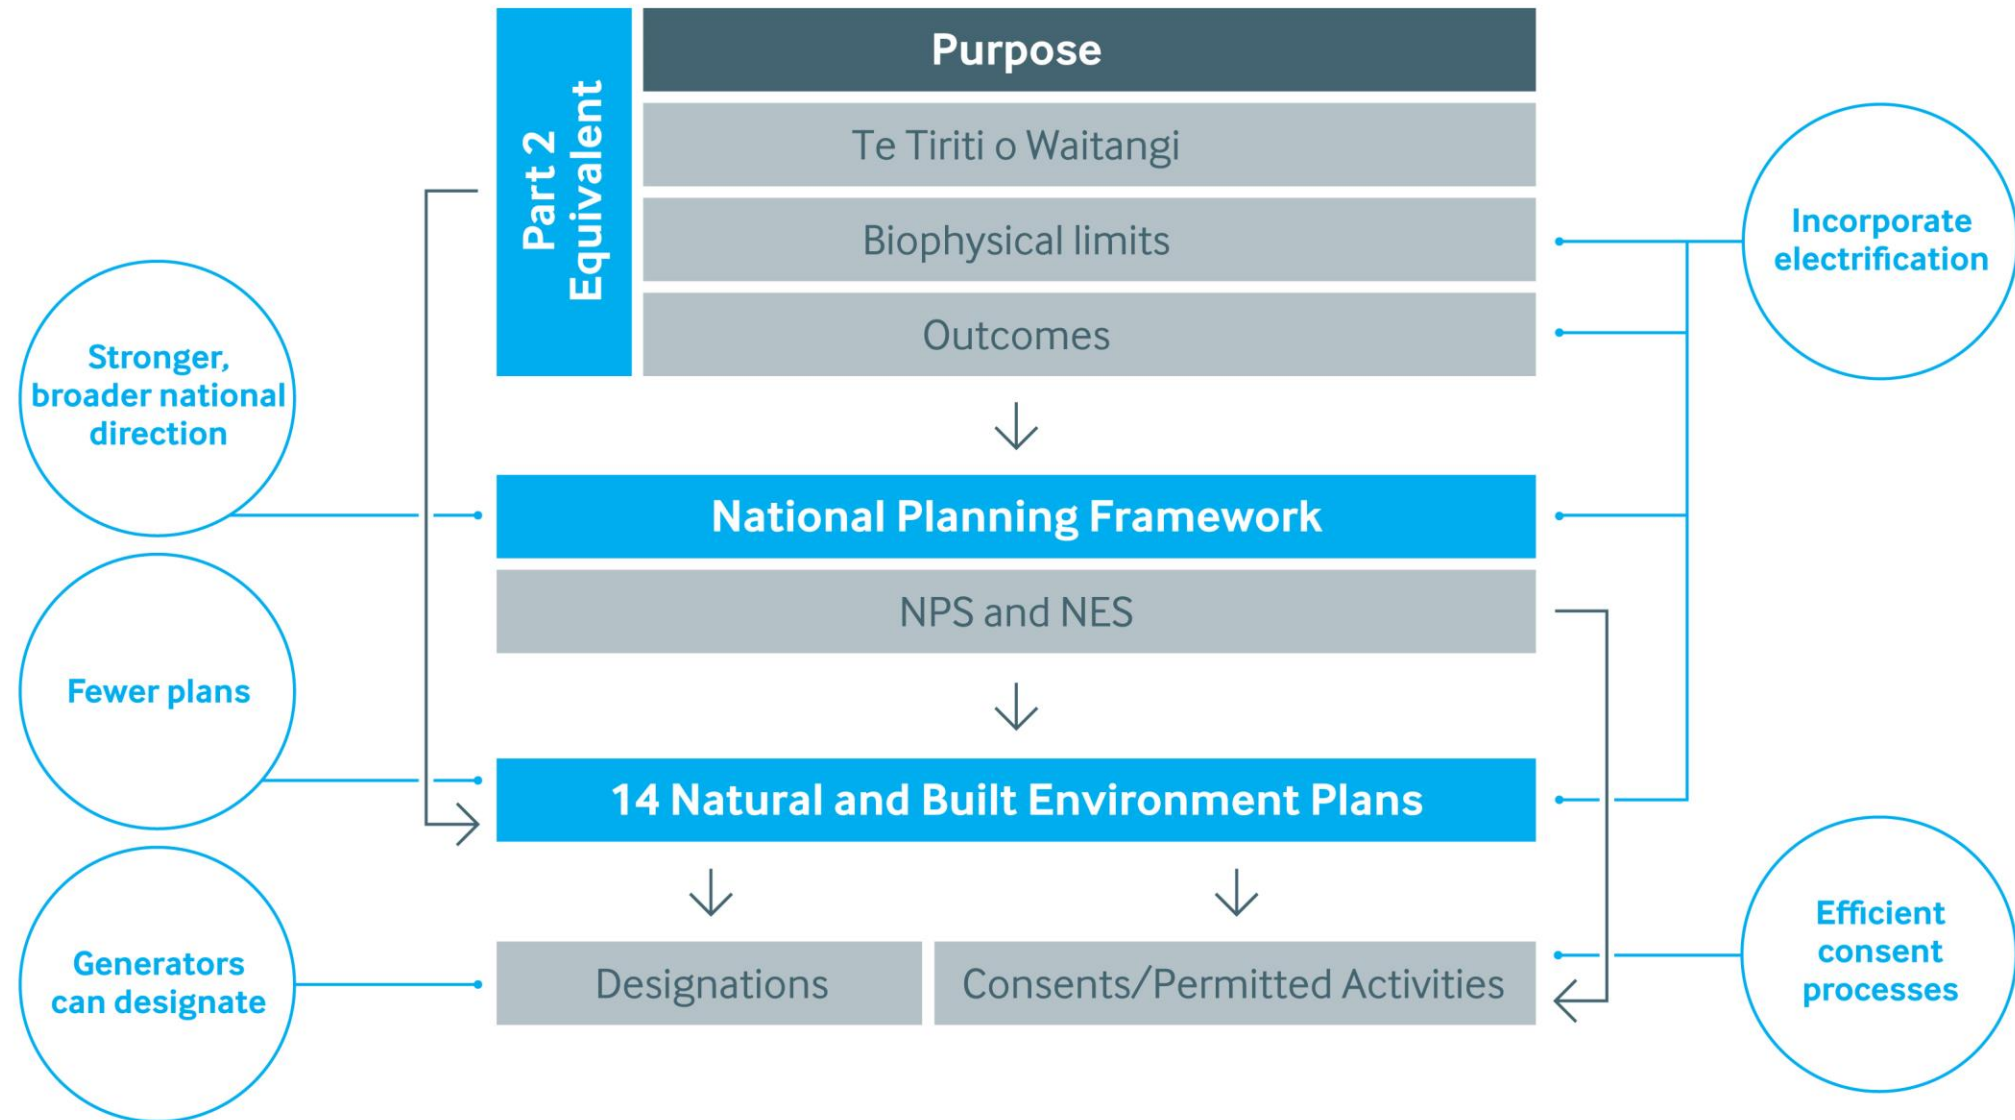 Part 2
Equivalent
Purpose
Te Tiriti o Waitangi
Biophysical limits
Outcomes
Incorporate
electrification
Stronger,
broader national
direction
National Planning Framework
NPS and NES
Fewer plans
14 Natural and Built Environment Plans
Generators
can designate
Designations
Consents/Permitted Activities
Efficient
consent
processes